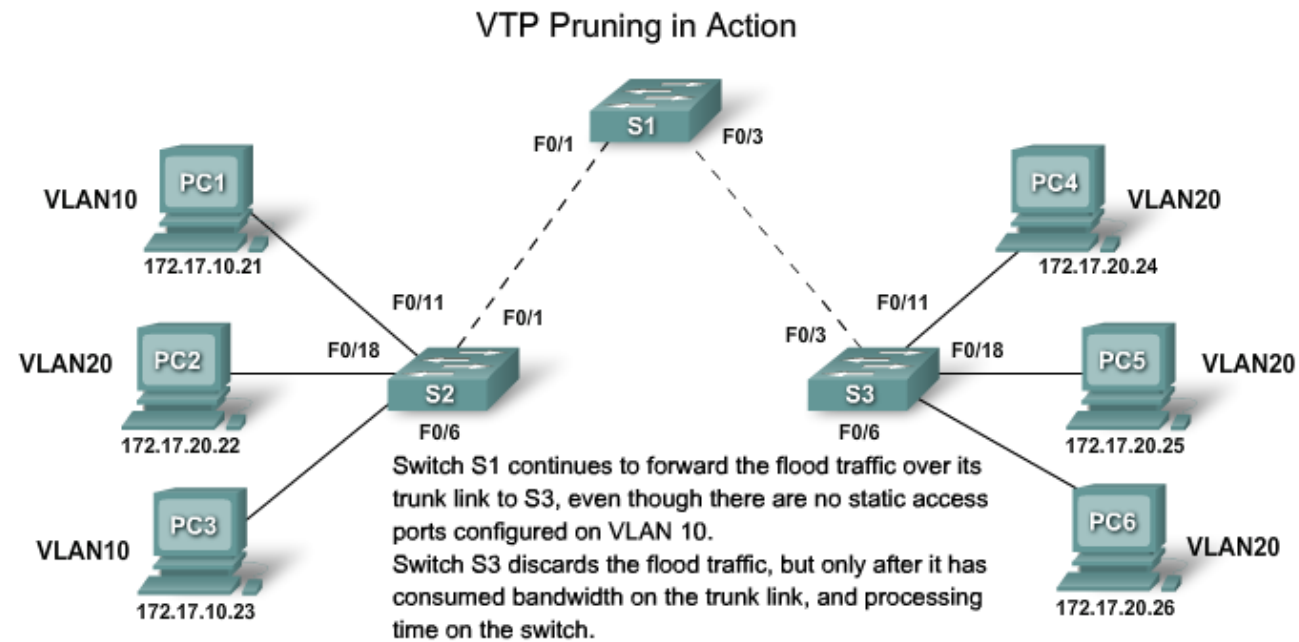 VTP Pruning in Action
S1
F0/1
F0/3
PC1
VLAN10
172.17.10.21
PC4
VLAN20
172.17.20.24
F0/11
F0/1
F0/11
F0/3
PC2
VLAN20
172.17.20.22
F0/18
S2
F0/6
F0/18
S3
F0/6
PC5
VLAN20
172.17.20.25
PC3
VLAN10
172.17.10.23
PC6
VLAN20
172.17.20.26
Switch S1 continues to forward the flood traffic over its
trunk link to S3, even though there are no static access
ports configured on VLAN 10.
Switch S3 discards the flood traffic, but only after it has
consumed bandwidth on the trunk link, and processing
time on the switch.